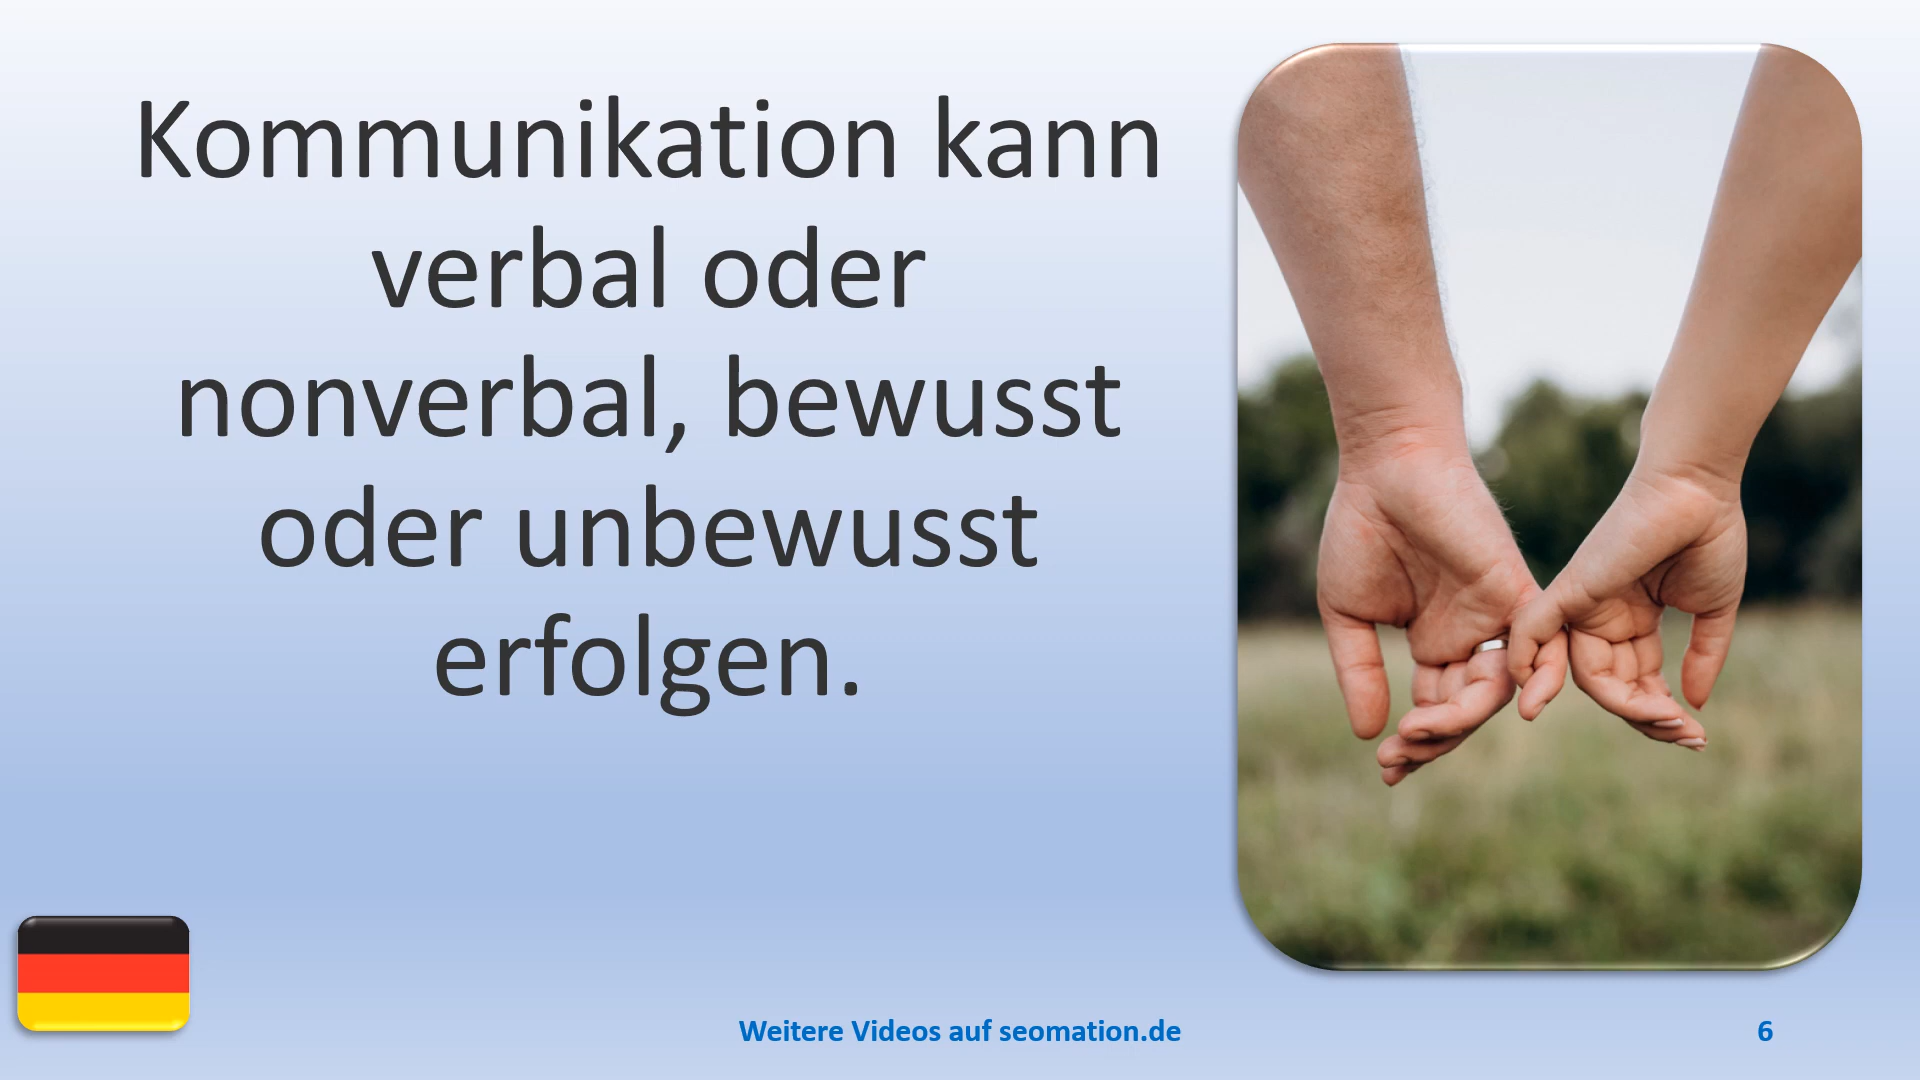 Kommunikation kann
verbal oder
nonverbal, bewusst
oder unbewusst
erfolgen.
Weitere Videos auf seomation.de
6